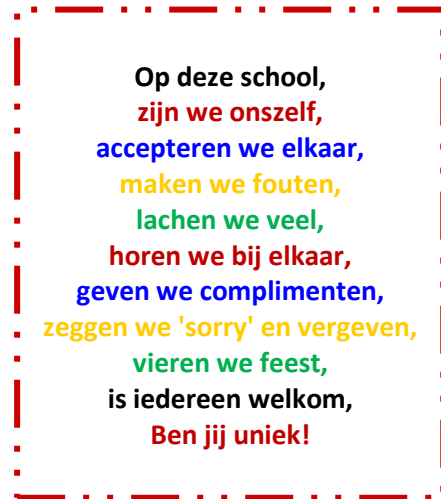 Op deze school,
zijn we onszelf,
accepteren we elkaar,
maken we fouten,
lachen we veel,
horen we bij elkaar,
geven we complimenten,
zeggen we 'sorry' en vergeven,
vieren we feest,
is iedereen welkom,
Ben jij uniek!